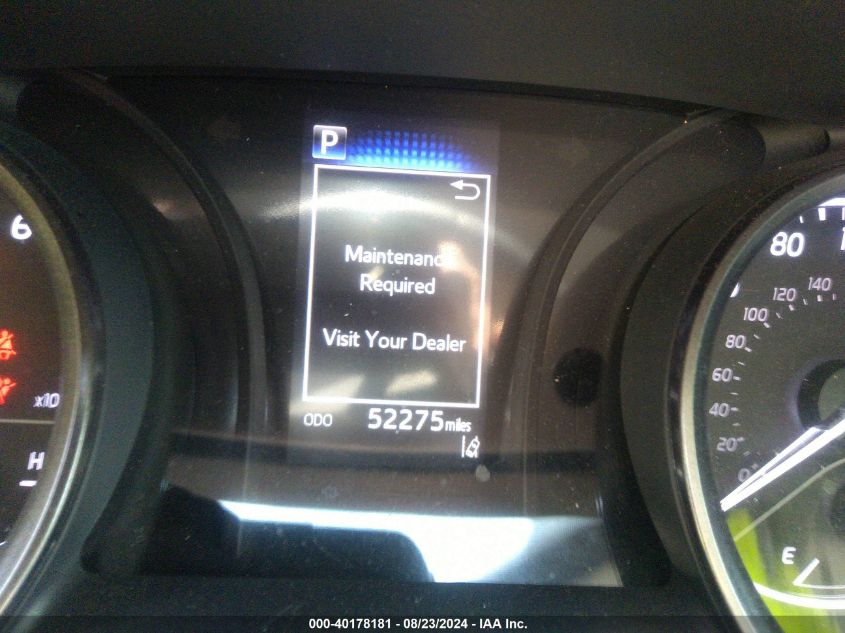 P
Maintenance
Required
Visit Your Dealer
ODO 52275 miles
6
x10
H
80
140
120
100
80
60
40
20
0
E
000-40178181 - 08/23/2024 - IAA Inc.